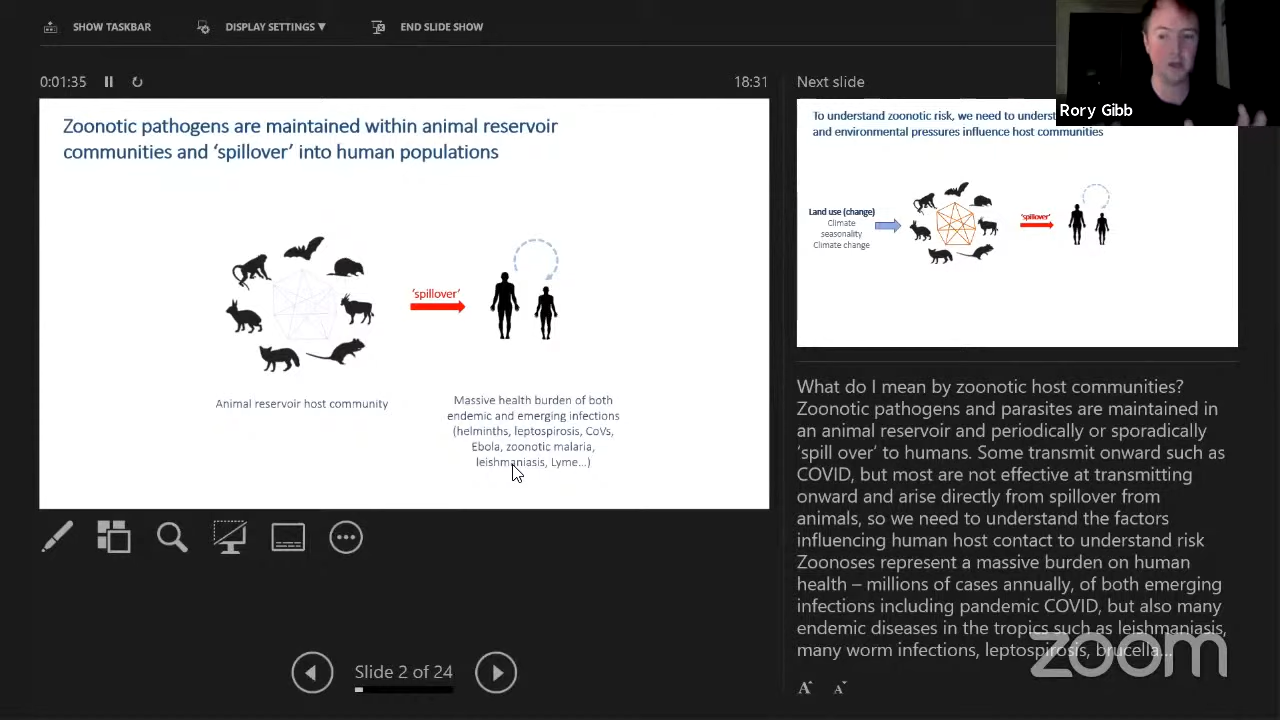 SHOW TASKBAR
DISPLAY SETTINGS ▼
END SLIDE SHOW
0:01:35
18:31
Zoonotic pathogens are maintained within animal reservoir
communities and ‘spillover’ into human populations
‘spillover’
Animal reservoir host community
Massive health burden of both
endemic and emerging infections
(helminths, leptospirosis, CoVs,
Ebola, zoonotic malaria,
leishmaniasis, Lyme...)
Slide 2 of 24
Next slide
Rory Gibb
To understand zoonotic risk, we need to
and environmental pressures influence host communities
Land use (change)
Climate
seasonality
Climate change
‘spillover’
What do I mean by zoonotic host communities?
Zoonotic pathogens and parasites are maintained in
an animal reservoir and periodically or sporadically
‘spill over’ to humans. Some transmit onward such as
COVID, but most are not effective at transmitting
onward and arise directly from spillover from
animals, so we need to understand the factors
influencing human host contact to understand risk
Zoonoses represent a massive burden on human
health – millions of cases annually, of both emerging
infections including pandemic COVID, but also many
endemic diseases in the tropics such as leishmaniasis,
many worm infections, leptospirosis, brucella...
zoom
A A